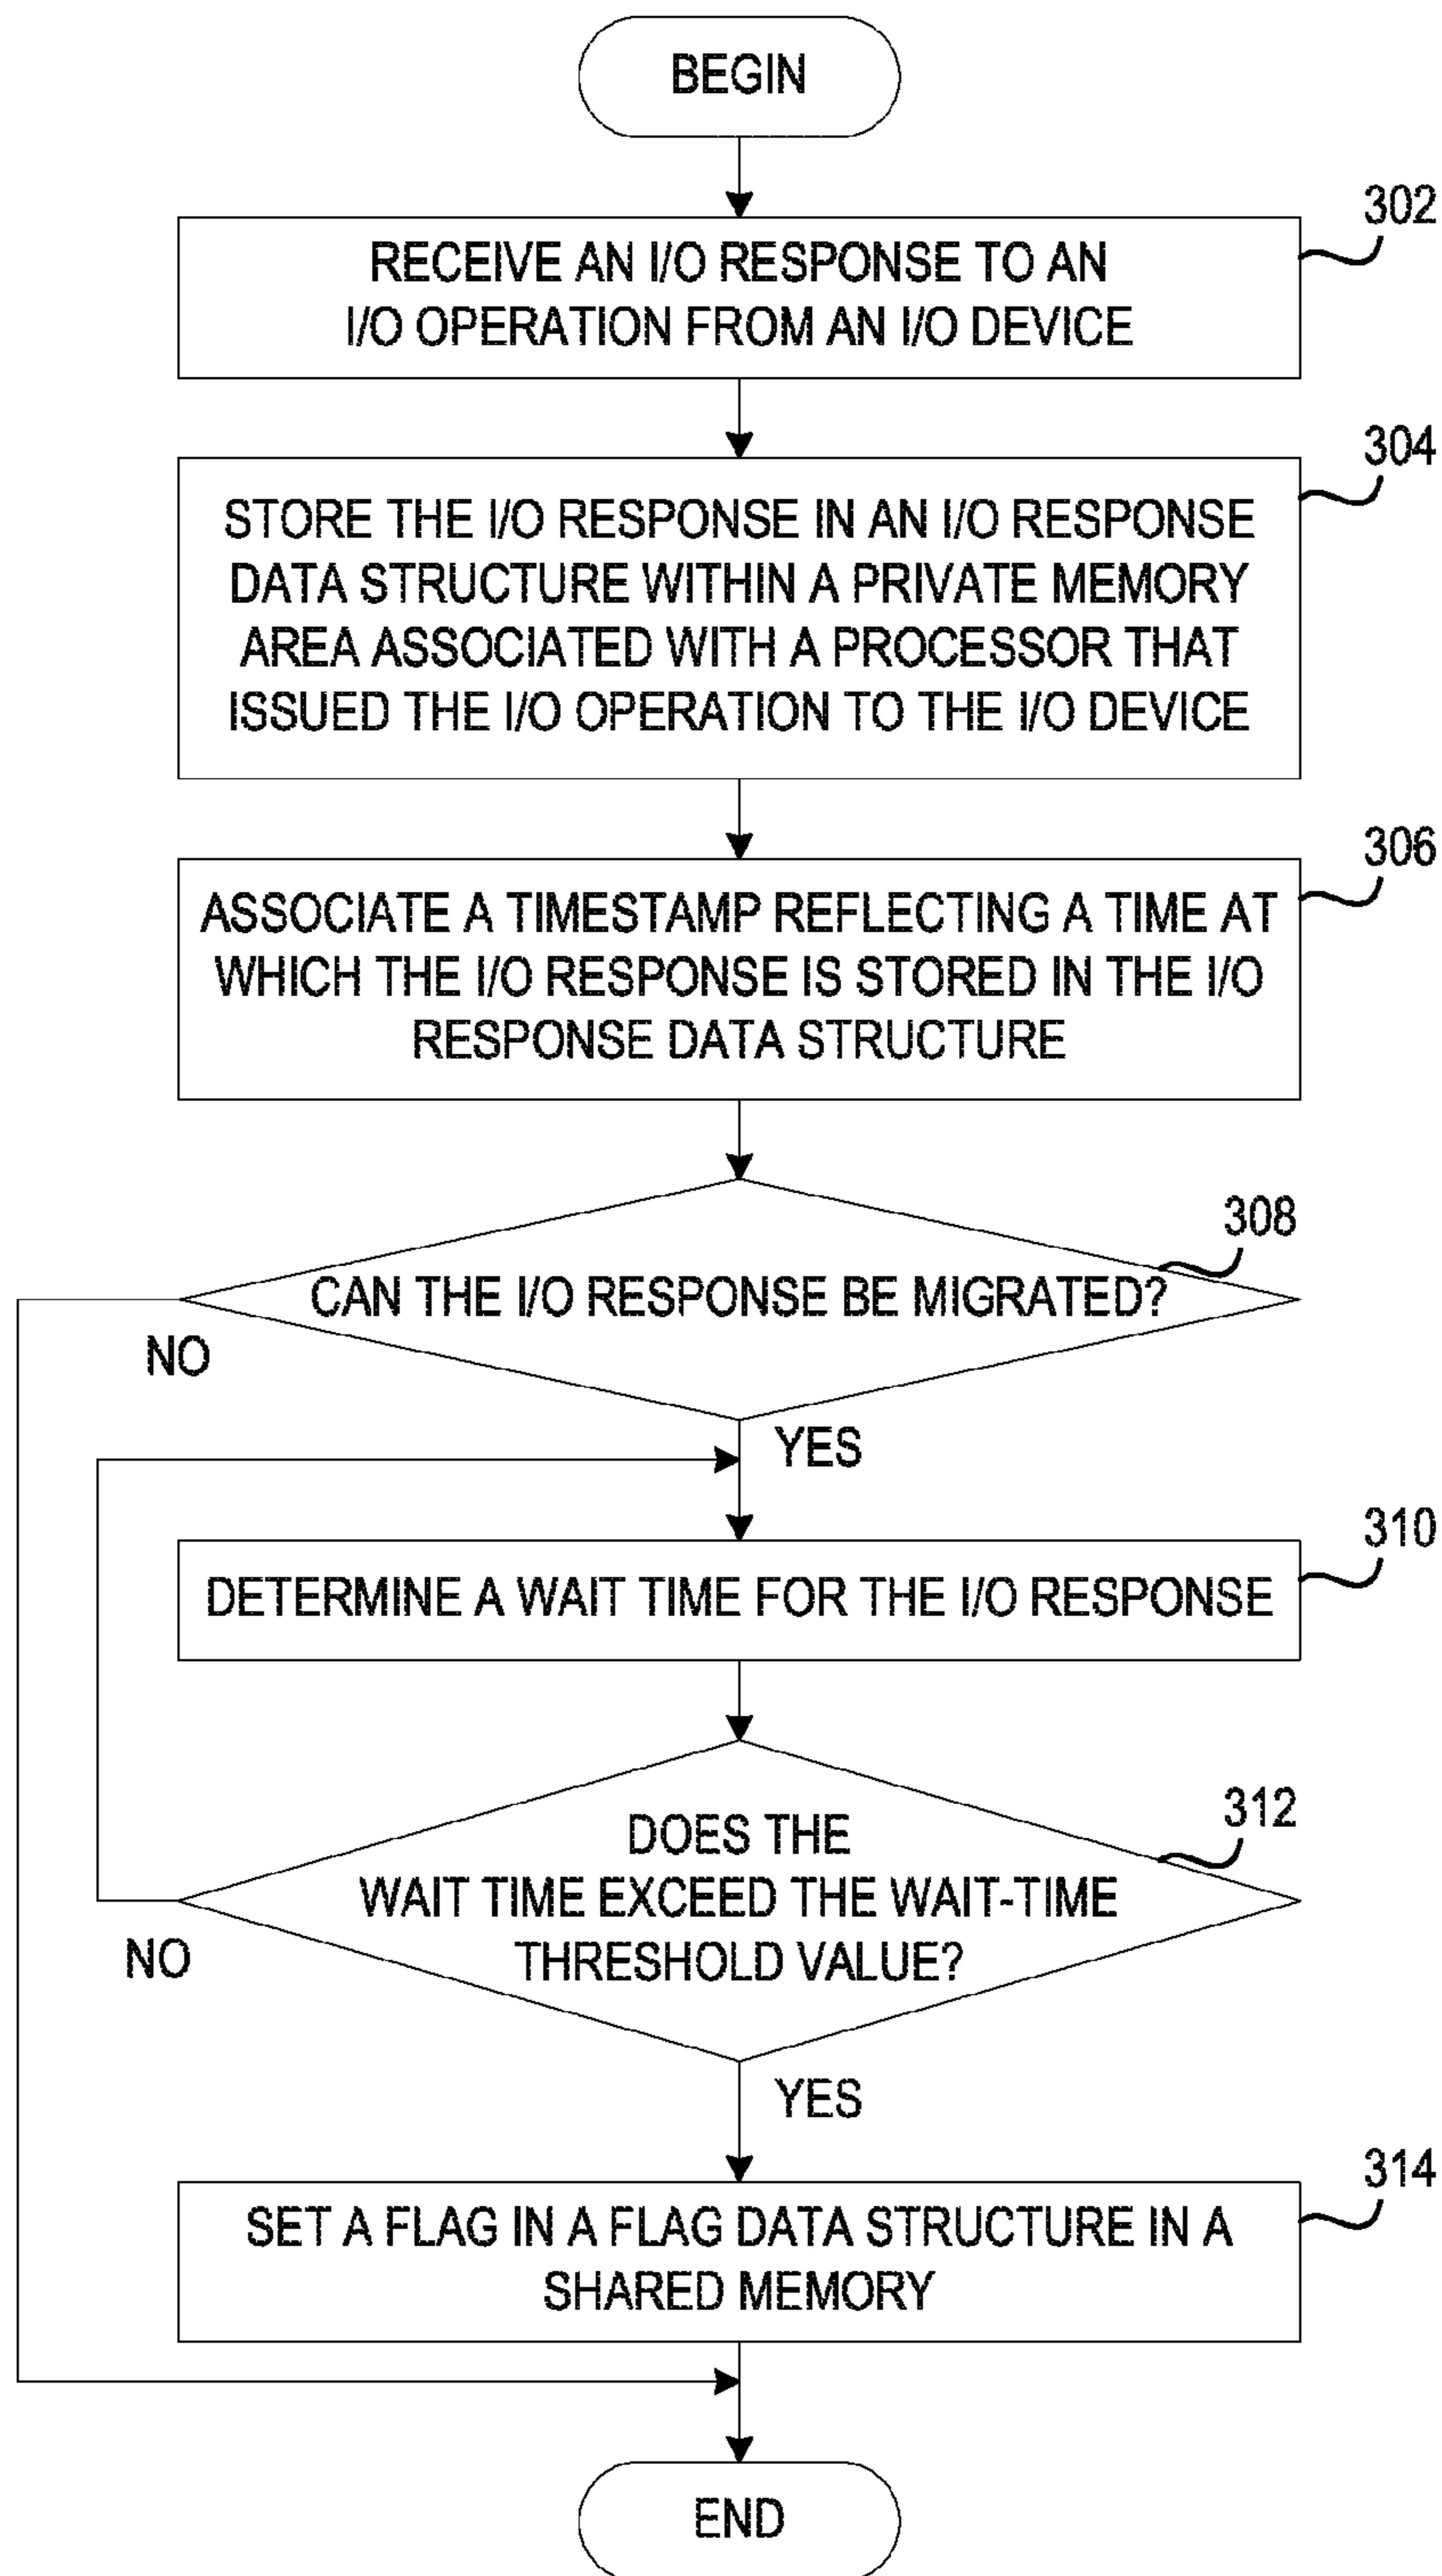 BEGIN
302
RECEIVE AN I/O RESPONSE TO AN
I/O OPERATION FROM AN I/O DEVICE
304
STORE THE I/O RESPONSE IN AN I/O RESPONSE
DATA STRUCTURE WITHIN A PRIVATE MEMORY
AREA ASSOCIATED WITH A PROCESSOR THAT
ISSUED THE I/O OPERATION TO THE I/O DEVICE
306
ASSOCIATE A TIMESTAMP REFLECTING A TIME AT
WHICH THE I/O RESPONSE IS STORED IN THE I/O
RESPONSE DATA STRUCTURE
308
CAN THE I/O RESPONSE BE MIGRATED?
NO
YES
310
DETERMINE A WAIT TIME FOR THE I/O RESPONSE
312
DOES THE
WAIT TIME EXCEED THE WAIT-TIME
THRESHOLD VALUE?
NO
YES
314
SET A FLAG IN A FLAG DATA STRUCTURE IN A
SHARED MEMORY
END